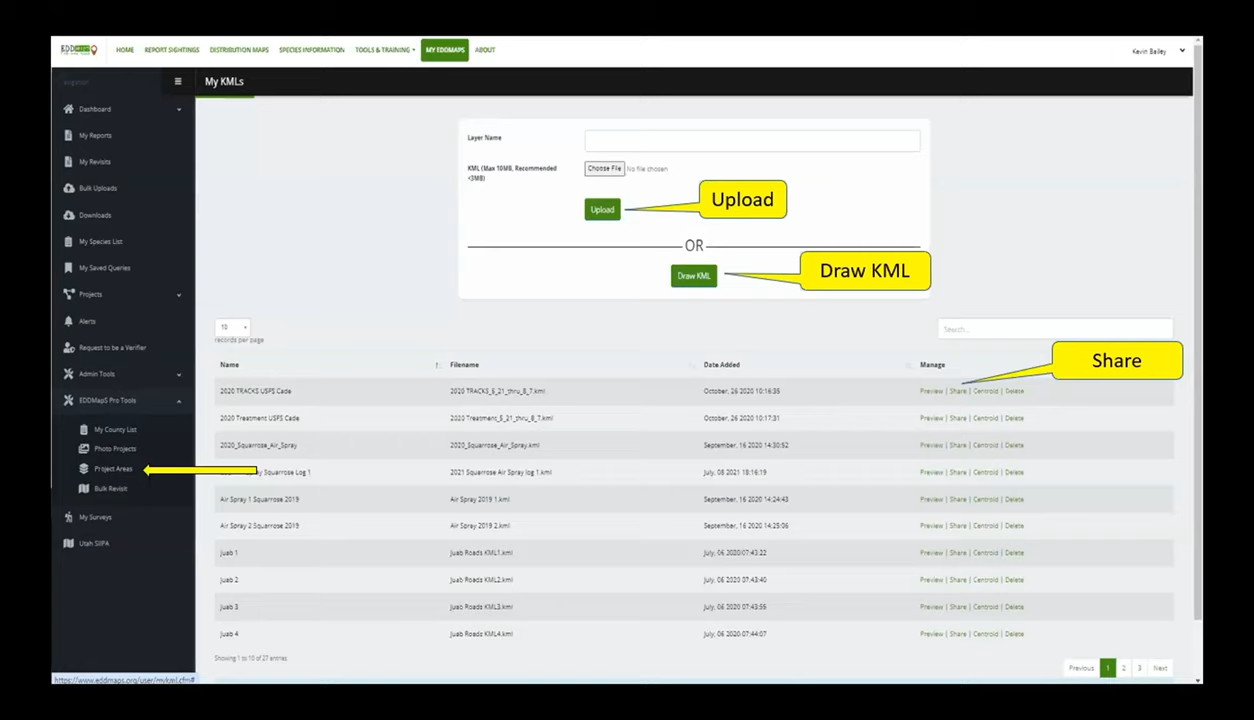 EDDMapS
HOME REPORT SIGHTINGS DISTRIBUTION MAPS SPECIES INFORMATION TOOLS & TRAINING MY EDDMAPS ABOUT
Kevin Bailey
My KMLs
Dashboard
My Reports
My Revisits
Bulk Uploads
Downloads
My Species List
My Saved Queries
Projects
Alerts
Request to be a Verifier
Admin Tools
EDDMapS Pro Tools
My County List
Photo Projects
Project Areas
Bulk Revisit
My Surveys
Utah SIIPA
Layer Name
KML (Max 10MB, Recommended
<3MB)
Choose File No file chosen
Upload
Upload
OR
Draw KML
Draw KML
10
records per page
Search...
Share
Name Filename Date Added Manage
2020 TRACKS USFS Cade 2020 TRACKS_5_21_thru_8_7.kml October, 26 2020 10:16:35 Preview | Share | Centroid | Delete
2020 Treatment USFS Cade 2020 Treatment_5_21_thru_8_7.kml October, 26 2020 10:17:31 Preview | Share | Centroid | Delete
2020_Squarrose_Air_Spray 2020_Squarrose_Air_Spray.kml September, 16 2020 14:30:52 Preview | Share | Centroid | Delete
Squarrose Log 1 2021 Squarrose Air Spray log 1.kml July, 08 2021 18:16:19 Preview | Share | Centroid | Delete
Air Spray 1 Squarrose 2019 Air Spray 2019 1.kml September, 16 2020 14:24:43 Preview | Share | Centroid | Delete
Air Spray 2 Squarrose 2019 Air Spray 2019 2.kml September, 16 2020 14:25:06 Preview | Share | Centroid | Delete
Juab 1 Juab Roads KML1.kml July, 06 2020 07:43:22 Preview | Share | Centroid | Delete
Juab 2 Juab Roads KML2.kml July, 06 2020 07:43:40 Preview | Share | Centroid | Delete
Juab 3 Juab Roads KML3.kml July, 06 2020 07:43:55 Preview | Share | Centroid | Delete
Juab 4 Juab Roads KML4.kml July, 06 2020 07:44:07 Preview | Share | Centroid | Delete
Showing 1 to 10 of 27 entries
Previous 1 2 3 Next
https://www.eddmaps.org/user/mykml.cfm#